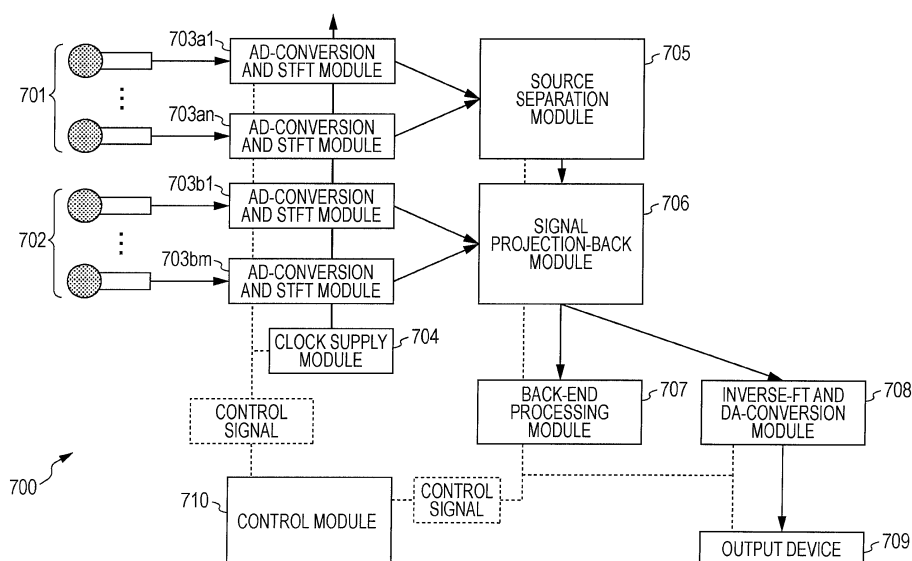 703a1
AD-CONVERSION
AND STFT MODULE
701
703an
AD-CONVERSION
AND STFT MODULE
SOURCE
SEPARATION
MODULE
705
703b1
AD-CONVERSION
AND STFT MODULE
702
703bm
AD-CONVERSION
AND STFT MODULE
SIGNAL
PROJECTION-BACK
MODULE
706
CLOCK SUPPLY
MODULE
704
BACK-END
PROCESSING
MODULE
707
INVERSE-FT AND
DA-CONVERSION
MODULE
708
CONTROL
SIGNAL
700
710
CONTROL MODULE
CONTROL
SIGNAL
OUTPUT DEVICE
709